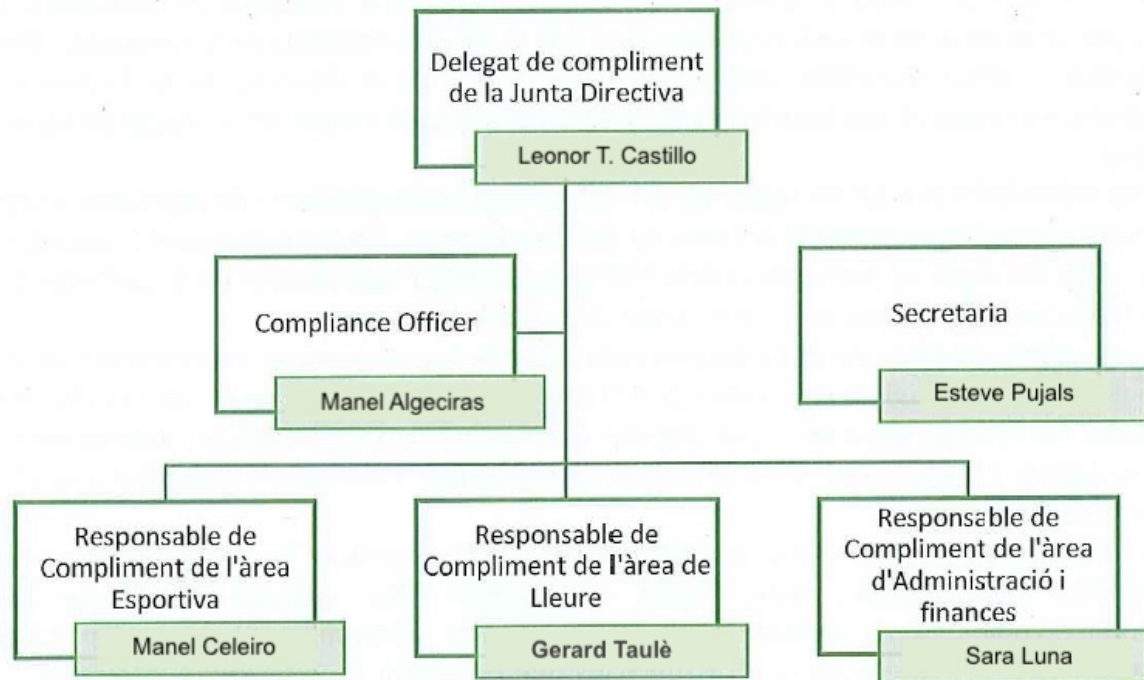 Delegat de compliment
de la Junta Directiva
Leonor T. Castillo
Compliance Officer
Manel Algeciras
Secretaria
Esteve Pujals
Responsable de
Compliment de l'àrea
Esportiva
Manel Celeiro
Responsable de
Compliment de l'àrea de
Lleure
Gerard Taulè
Responsable de
Compliment de l'àrea
d'Administració i
finances
Sara Luna